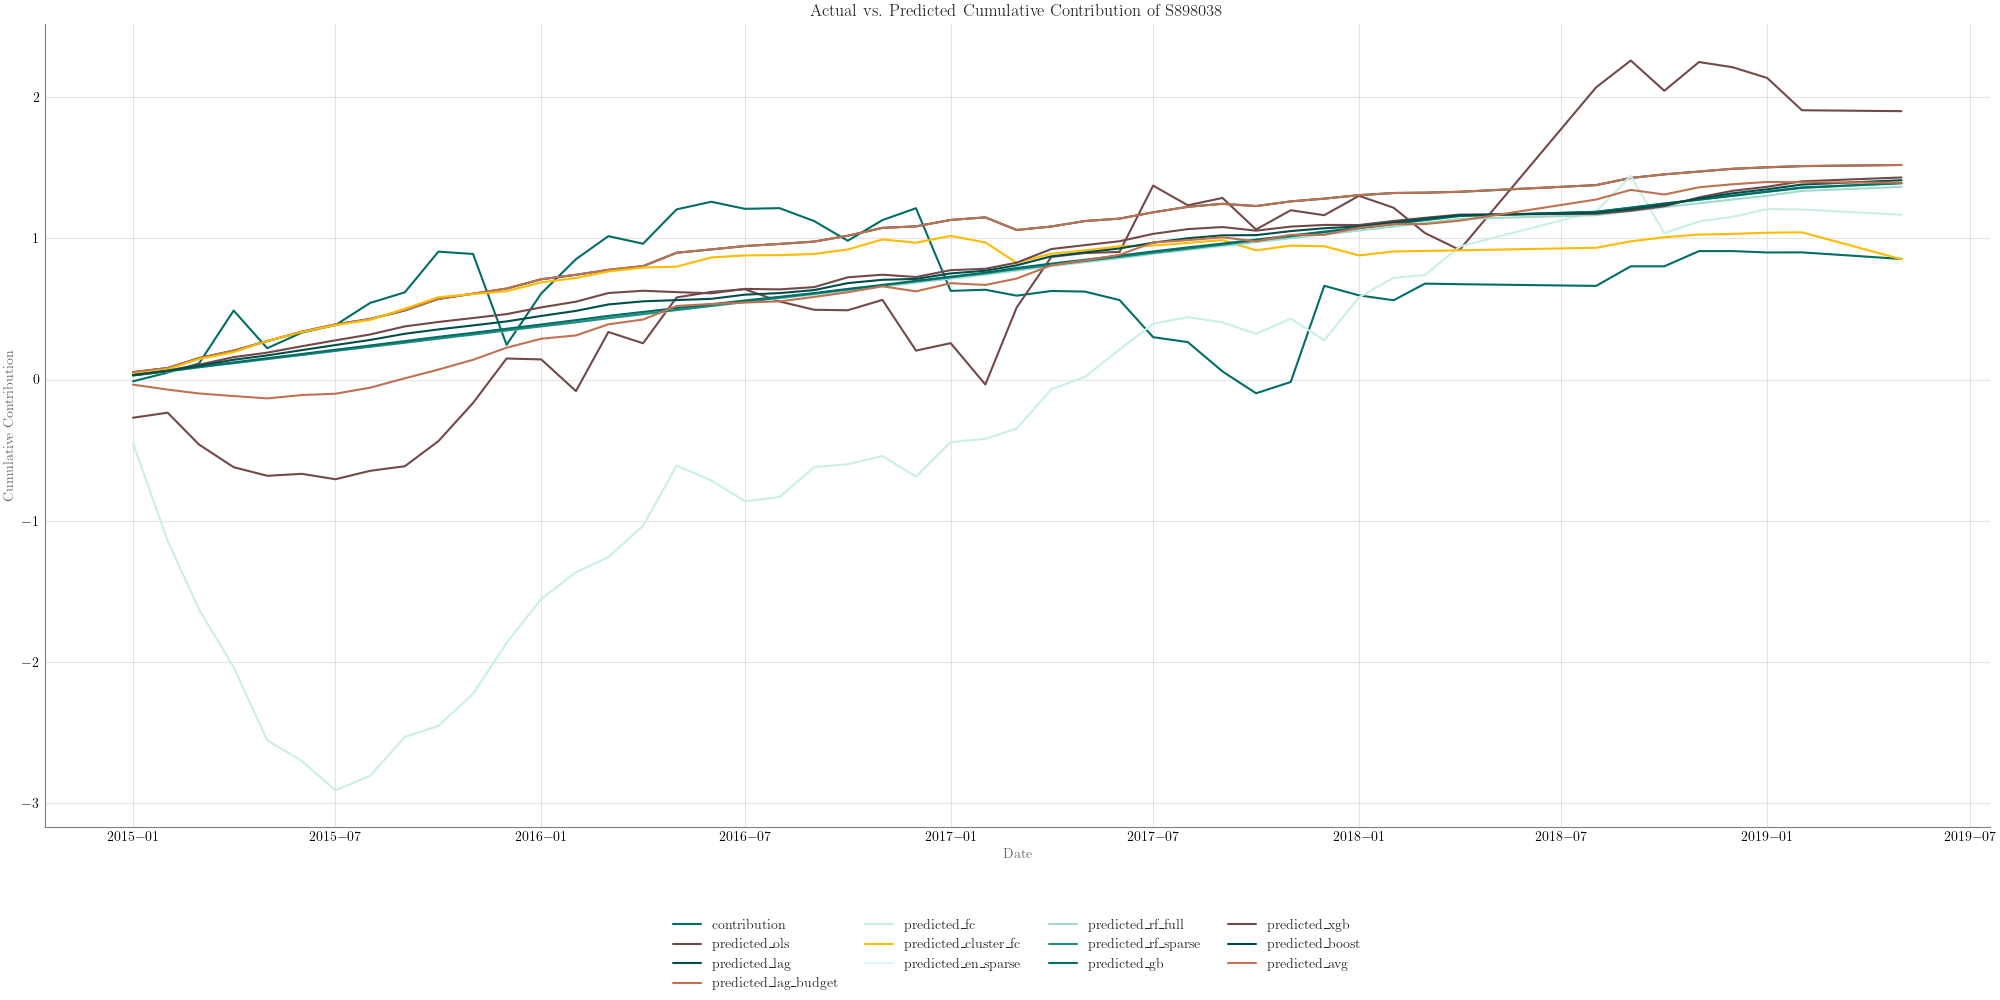 Actual vs. Predicted Cumulative Contribution of S898038
2
1
0
−1
−2
−3
Cumulative Contribution
2015−01 2015−07 2016−01 2016−07 2017−01 2017−07 2018−01 2018−07 2019−01 2019−07
Date
contribution predicted_fc predicted_rf_full predicted_xgb
predicted_ols predicted_cluster_fc predicted_rf_sparse predicted_boost
predicted_lag predicted_en_sparse predicted_gb predicted_avg
predicted_lag_budget